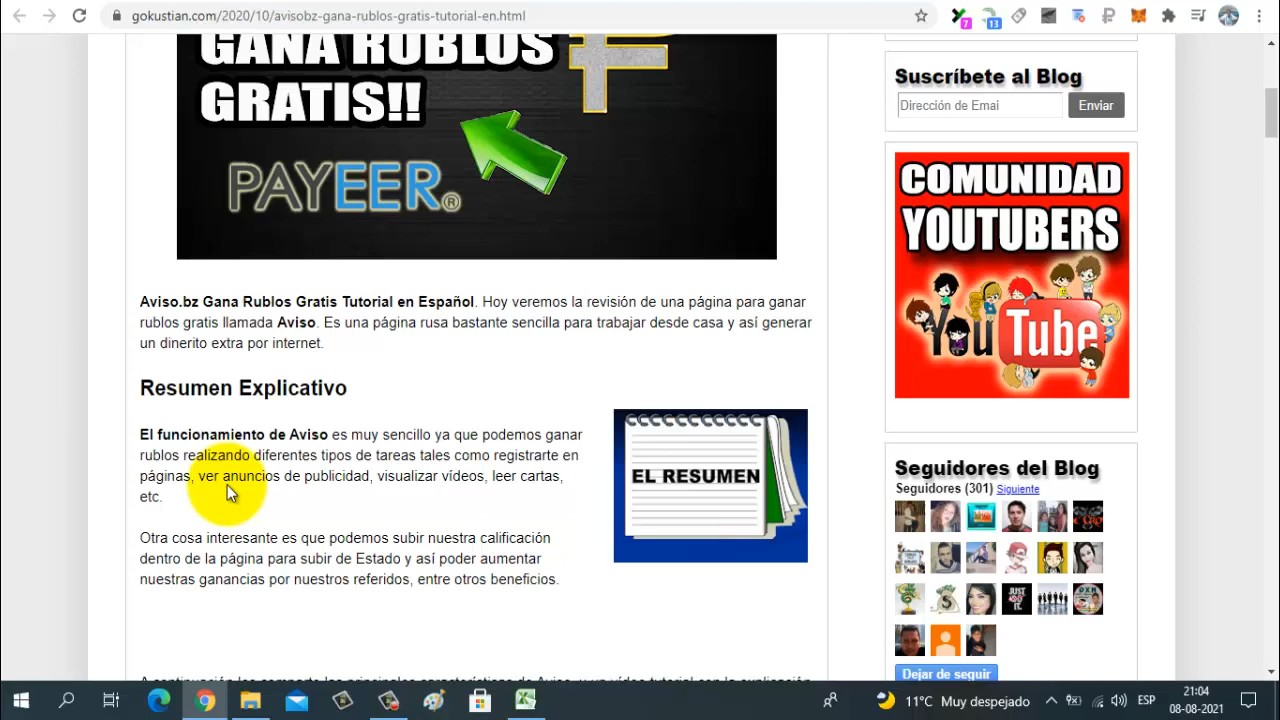 gokustian.com/2020/10/avisobz-gana-rublos-gratis-tutorial-en.html
7
13
GANA RUBLOS
GRATIS!!
PAYEER®
Aviso.bz Gana Rublos Gratis Tutorial en Español. Hoy veremos la revisión de una página para ganar
rublos gratis llamada Aviso. Es una página rusa bastante sencilla para trabajar desde casa y así generar
un dinerito extra por internet.
Resumen Explicativo
El funcionamiento de Aviso es muy sencillo ya que podemos ganar
rublos realizando diferentes tipos de tareas tales como registrarte en
páginas, ver anuncios de publicidad, visualizar vídeos, leer cartas,
etc.
EL RESUMEN
Otra cosa interesante es que podemos subir nuestra calificación
dentro de la página para subir de Estado y así poder aumentar
nuestras ganancias por nuestros referidos, entre otros beneficios.
Suscríbete al Blog
Dirección de Emai
Enviar
COMUNIDAD
YOUTUBERS
YouTube
Seguidores del Blog
Seguidores (301) Siguiente
JUST
DO
IT.
Dejar de seguir
11°C Muy despejado
ESP
21:04
08-08-2021